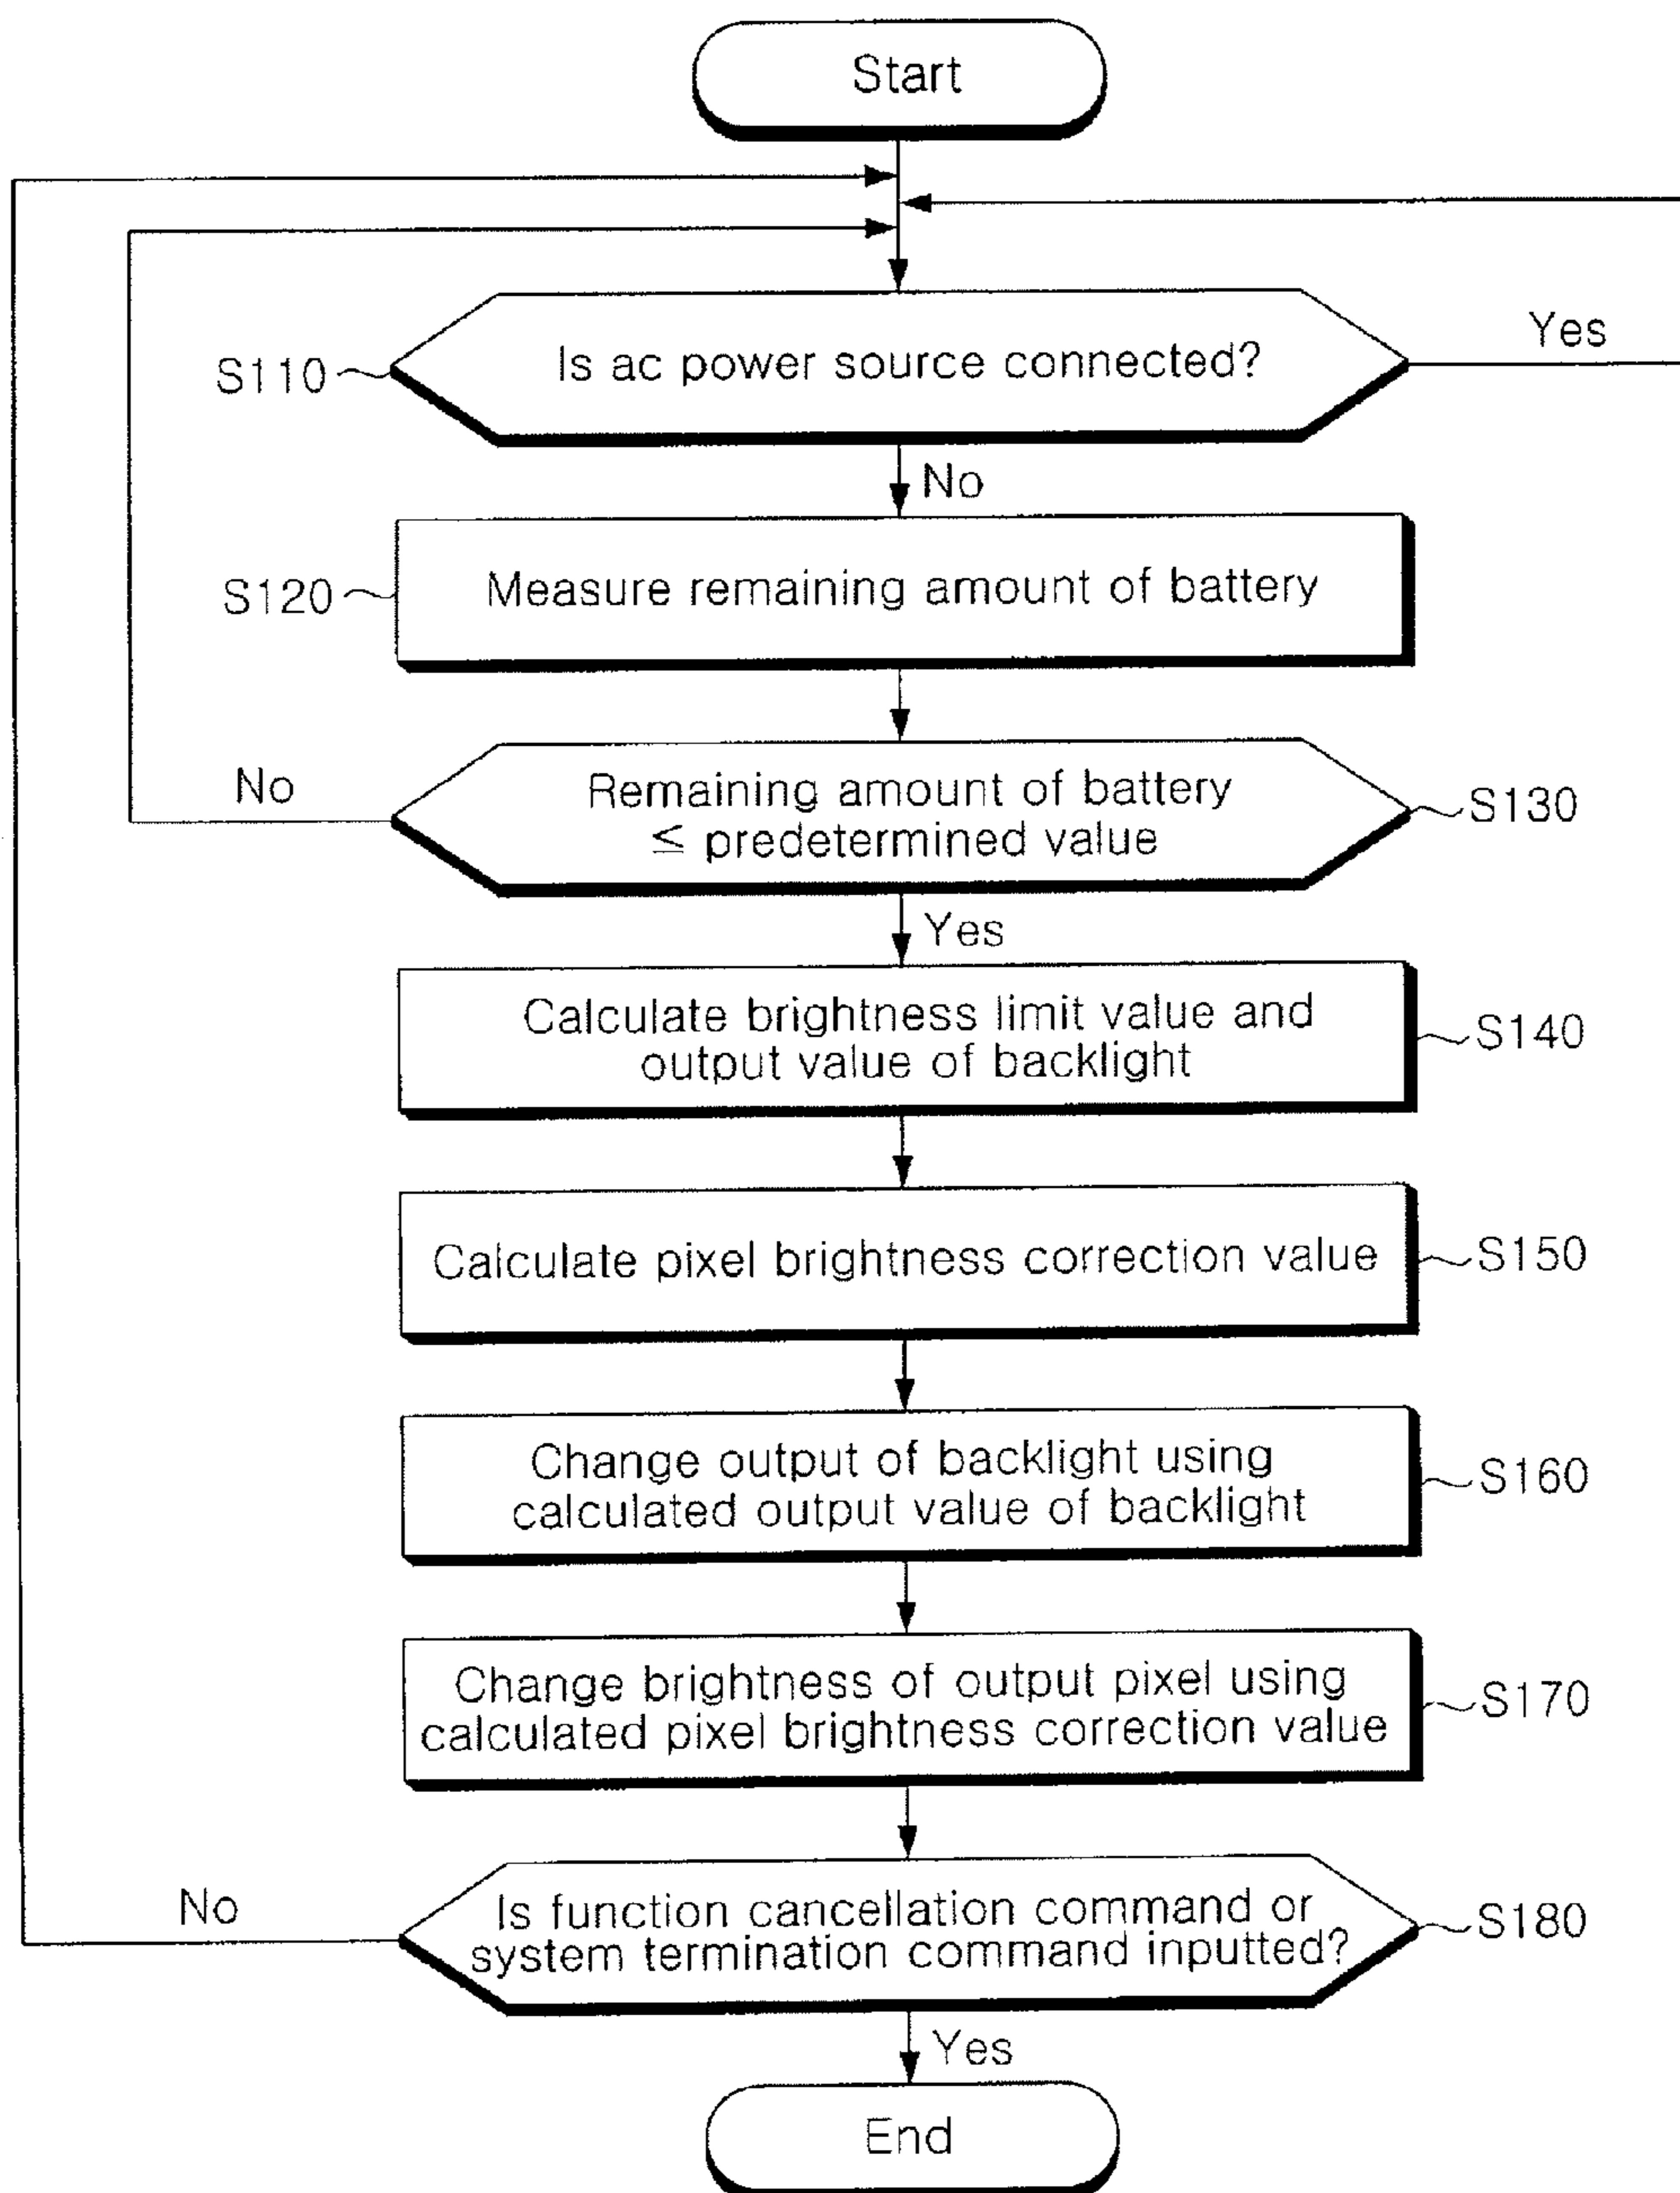 Start
Is ac power source connected?
Yes
S110
No
Measure remaining amount of battery
S120
No
Remaining amount of battery
≤ predetermined value
S130
Yes
Calculate brightness limit value and
output value of backlight
S140
Calculate pixel brightness correction value
S150
Change output of backlight using
calculated output value of backlight
S160
Change brightness of output pixel using
calculated pixel brightness correction value
S170
No
Is function cancellation command or
system termination command inputted?
S180
Yes
End